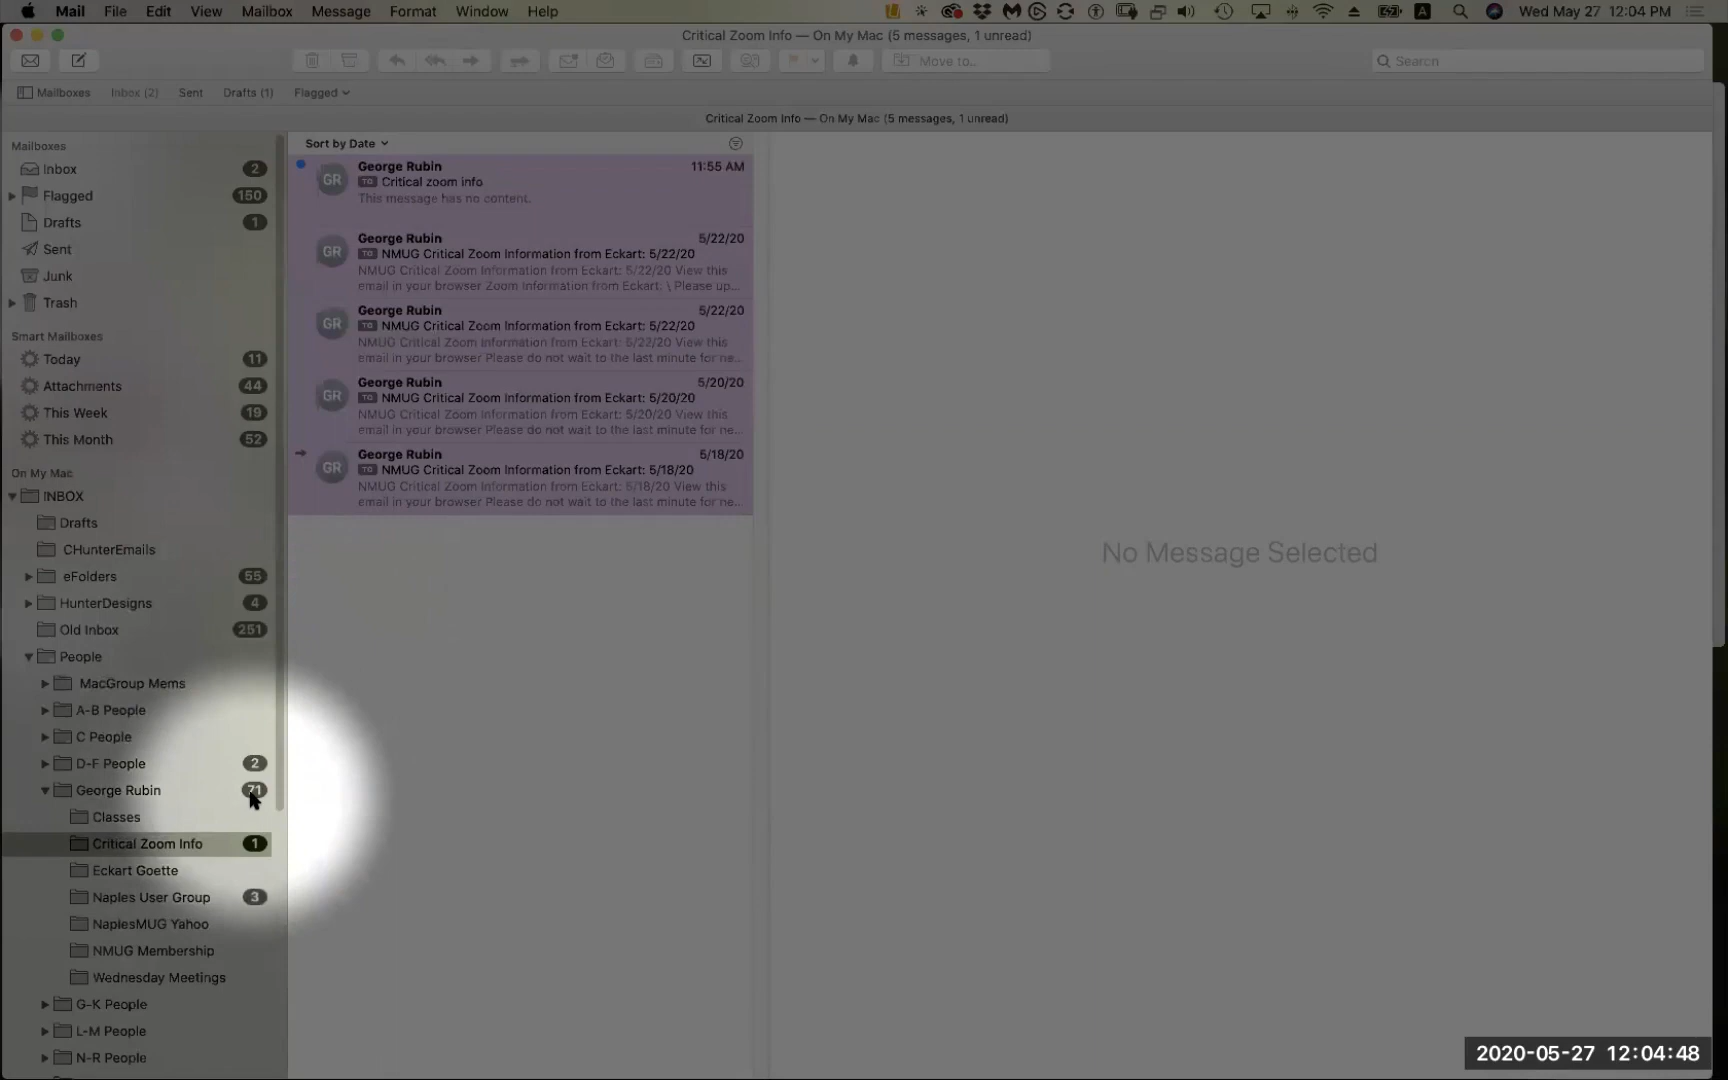 Mail File Edit View Mailbox Message Format Window Help Wed May 27 12:04 PM
Critical Zoom Info — On My Mac (5 messages, 1 unread)
Move to... Search
Mailboxes Inbox (2) Sent Drafts (1) Flagged
Critical Zoom Info — On My Mac (5 messages, 1 unread)
Mailboxes
Inbox 2
Flagged 150
Drafts 1
Sent
Junk
Trash
Smart Mailboxes
Today 11
Attachments 44
This Week 19
This Month 52
On My Mac
INBOX
Drafts
CHunterEmails
eFolders 55
HunterDesigns 4
Old Inbox 251
People
MacGroup Mems
A-B People
C People
D-F People 2
George Rubin 71
Classes
Critical Zoom Info 1
Eckart Goette
Naples User Group 3
NaplesMUG Yahoo
NMUG Membership
Wednesday Meetings
G-K People
L-M People
N-R People
Sort by Date
GR George Rubin 11:55 AM
TO Critical zoom info
This message has no content.
GR George Rubin 5/22/20
TO NMUG Critical Zoom Information from Eckart: 5/22/20
NMUG Critical Zoom Information from Eckart: 5/22/20 View this
email in your browser Zoom Information from Eckart: \ Please up...
GR George Rubin 5/22/20
TO NMUG Critical Zoom Information from Eckart: 5/22/20
NMUG Critical Zoom Information from Eckart: 5/22/20 View this
email in your browser Please do not wait to the last minute for ne...
GR George Rubin 5/20/20
TO NMUG Critical Zoom Information from Eckart: 5/20/20
NMUG Critical Zoom Information from Eckart: 5/20/20 View this
email in your browser Please do not wait to the last minute for ne...
GR George Rubin 5/18/20
TO NMUG Critical Zoom Information from Eckart: 5/18/20
NMUG Critical Zoom Information from Eckart: 5/18/20 View this
email in your browser Please do not wait to the last minute for ne...
No Message Selected
2020-05-27 12:04:48